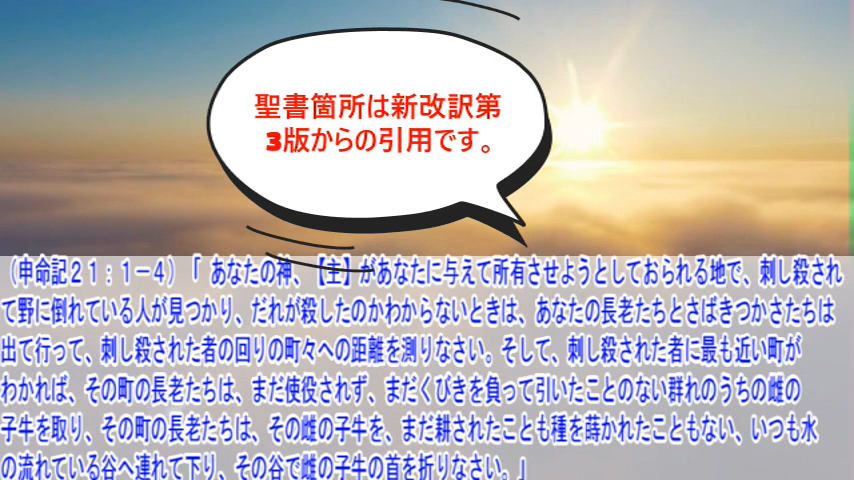 聖書箇所は新改訳第
3版からの引用です。
（申命記２１：１－４）「 あなたの神、【主】があなたに与えて所有させようとしておられる地で、刺し殺され
て野に倒れている人が見つかり、だれが殺したのかわからないときは、あなたの長老たちとさばきつかさたちは
出て行って、刺し殺された者の回りの町々への距離を測りなさい。そして、刺し殺された者に最も近い町が
わかれば、その町の長老たちは、まだ使役されず、まだくびきを負って引いたことのない群れのうちの雌の
子牛を取り、その町の長老たちは、その雌の子牛を、まだ耕されたことも種を蒔かれたこともない、いつも水
の流れている谷へ連れて下り、その谷で雌の子牛の首を折りなさい。」